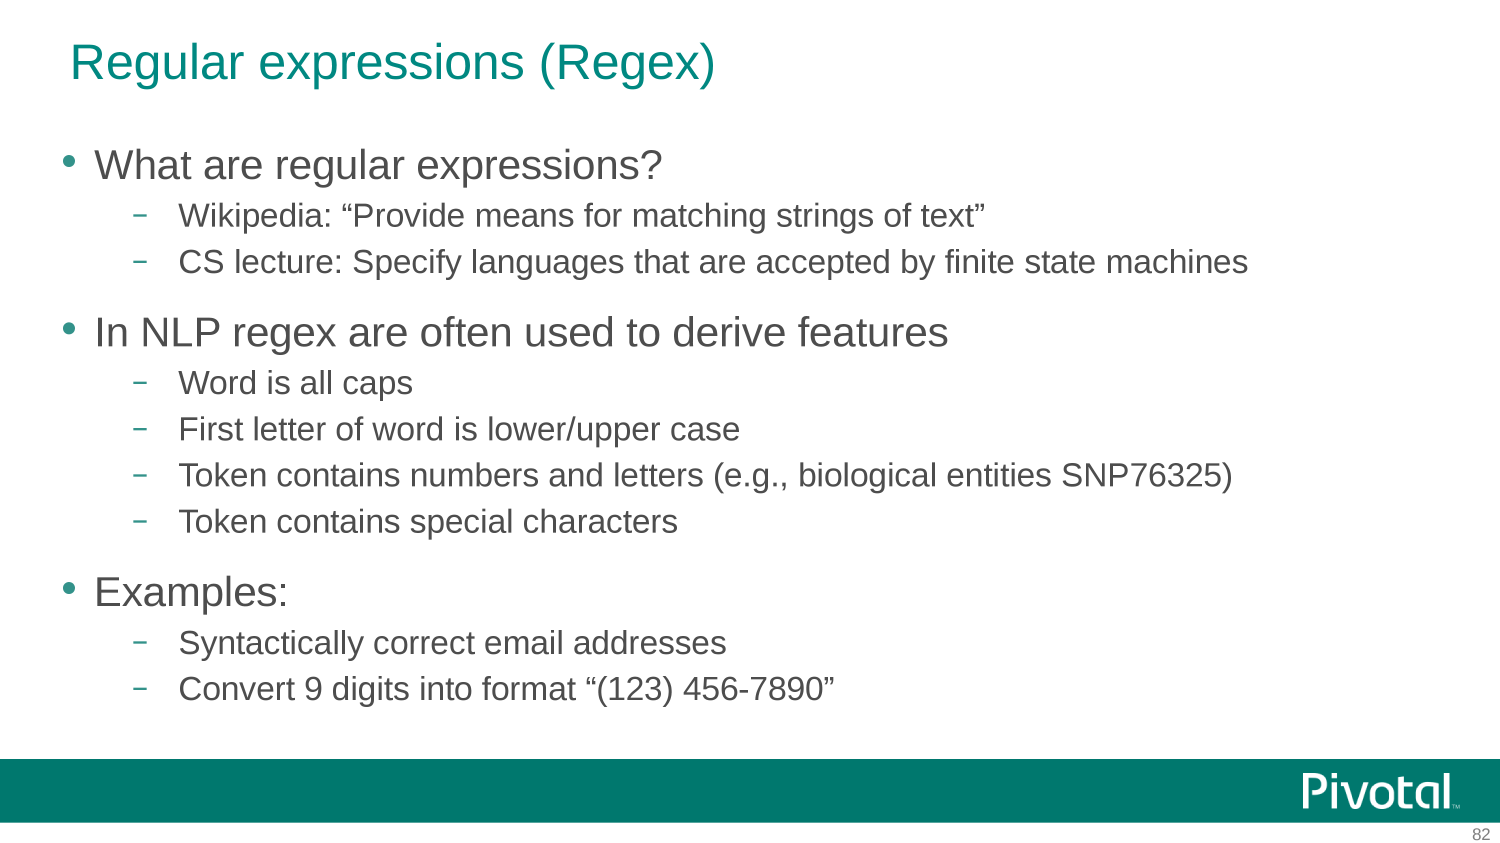 Regular expressions (Regex)
• What are regular expressions?
– Wikipedia: “Provide means for matching strings of text”
– CS lecture: Specify languages that are accepted by finite state machines
• In NLP regex are often used to derive features
– Word is all caps
– First letter of word is lower/upper case
– Token contains numbers and letters (e.g., biological entities SNP76325)
– Token contains special characters
• Examples:
– Syntactically correct email addresses
– Convert 9 digits into format “(123) 456-7890”
Pivotal™
82